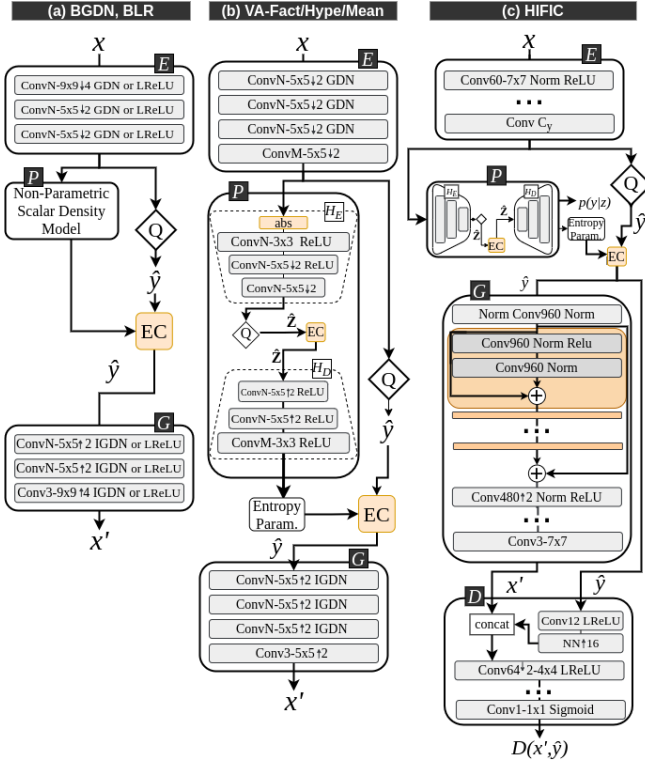 (a) BGDN, BLR
x
E
ConvN-9x9↓4 GDN or LReLU
ConvN-5x5↓2 GDN or LReLU
ConvN-5x5↓2 GDN or LReLU
P
Non-Parametric
Scalar Density
Model
Q
ŷ
EC
ŷ
G
ConvN-5x5↑2 IGDN or LReLU
ConvN-5x5↑2 IGDN or LReLU
Conv3-9x9↑4 IGDN or LReLU
x'
(b) VA-Fact/Hype/Mean
x
E
ConvN-5x5↓2 GDN
ConvN-5x5↓2 GDN
ConvN-5x5↓2 GDN
ConvM-5x5↓2
P
H_E
abs
ConvN-3x3 ReLU
ConvN-5x5↓2 ReLU
ConvN-5x5↓2
Q
ẑ
EC
ẑ
H_D
ConvN-5x5↑2 ReLU
ConvN-5x5↑2 ReLU
ConvM-3x3 ReLU
Q
ŷ
Entropy
Param.
EC
ŷ
G
ConvN-5x5↑2 IGDN
ConvN-5x5↑2 IGDN
ConvN-5x5↑2 IGDN
Conv3-5x5↑2
x'
(c) HIFIC
x
E
Conv60-7x7 Norm ReLU
...
Conv C_y
P
H_E
ẑ
EC
ẑ
H_D
p(y|z)
Entropy
Param.
Q
ŷ
EC
ŷ
G
Norm Conv960 Norm
Conv960 Norm Relu
Conv960 Norm
+
...
+
Conv480↑2 Norm ReLU
...
Conv3-7x7
x'
ŷ
D
concat
Conv12 LReLU
NN↑16
Conv64↓2-4x4 LReLU
...
Conv1-1x1 Sigmoid
D(x',ŷ)